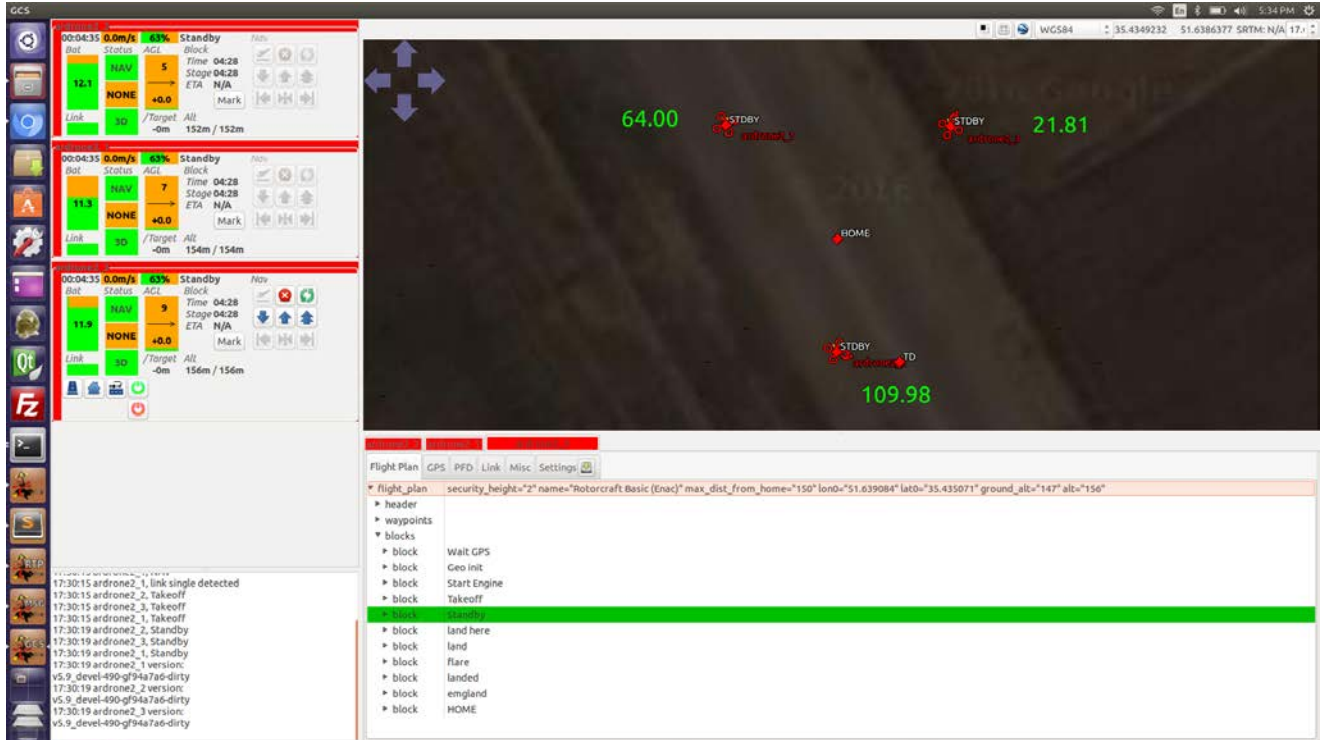 GCS
En
5:34 PM
WGS84
35.4349232 51.6386377 SRTM: N/A 17.
00:04:35 0.0m/s 63% Standby Nav
Bat Status AGL Block
Time 04:28
Stage 04:28
ETA N/A
12.1 NAV 5
NONE +0.0 Mark
Link 3D /Target Alt
-0m 152m / 152m
00:04:35 0.0m/s 63% Standby Nav
Bat Status AGL Block
Time 04:28
Stage 04:28
ETA N/A
11.3 NAV 7
NONE +0.0 Mark
Link 3D /Target Alt
-0m 154m / 154m
00:04:35 0.0m/s 63% Standby Nav
Bat Status AGL Block
Time 04:28
Stage 04:28
ETA N/A
11.9 NAV 9
NONE +0.0 Mark
Link 3D /Target Alt
-0m 156m / 156m
64.00
STDBY
STDBY
21.81
HOME
STDBY
TD
109.98
Flight Plan GPS PFD Link Misc Settings
flight_plan security_height="2" name="Rotorcraft Basic (Enac)" max_dist_from_home="150" lon0="51.639084" lat0="35.435071" ground_alt="147" alt="156"
header
waypoints
blocks
block Wait GPS
block Geo init
block Start Engine
block Takeoff
block Standby
block land here
block land
block flare
block landed
block emgland
block HOME
17:30:15 ardrone2_1, link single detected
17:30:15 ardrone2_2, Takeoff
17:30:15 ardrone2_3, Takeoff
17:30:15 ardrone2_1, Takeoff
17:30:19 ardrone2_2, Standby
17:30:19 ardrone2_3, Standby
17:30:19 ardrone2_1, Standby
17:30:19 ardrone2_1 version:
v5.9_devel-490-gf94a7a6-dirty
17:30:19 ardrone2_2 version:
v5.9_devel-490-gf94a7a6-dirty
17:30:19 ardrone2_3 version:
v5.9_devel-490-gf94a7a6-dirty